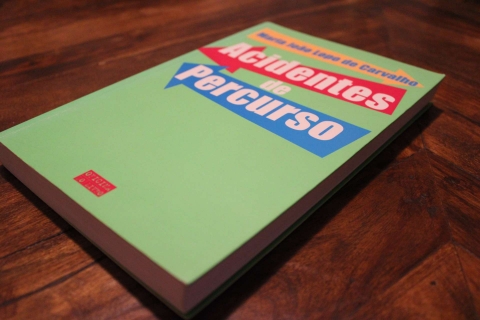 Maria João Lopo de Carvalho
Acidentes
de
Percurso